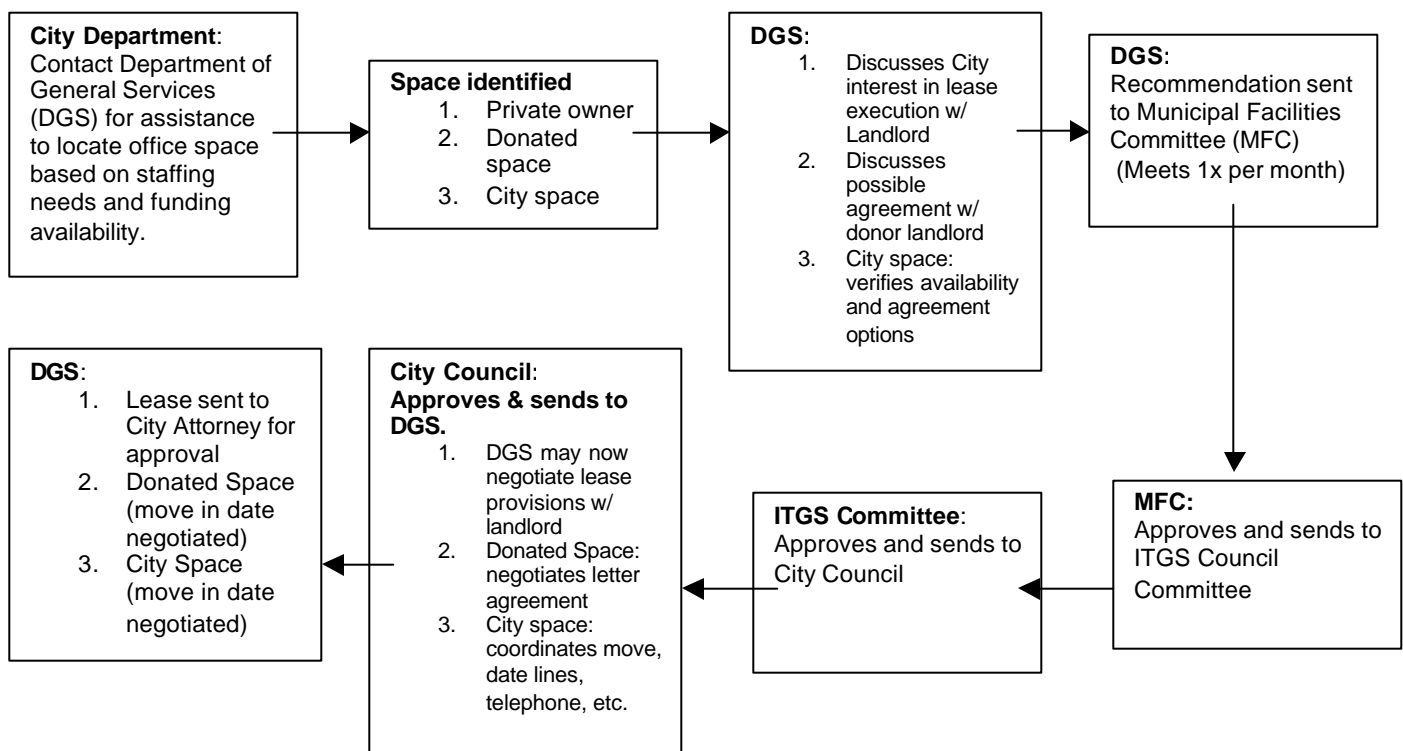 City Department:
Contact Department of
General Services
(DGS) for assistance
to locate office space
based on staffing
needs and funding
availability.
Space identified
1. Private owner
2. Donated
space
3. City space
DGS:
1. Discusses City
interest in lease
execution w/
Landlord
2. Discusses
possible
agreement w/
donor landlord
3. City space:
verifies availability
and agreement
options
DGS:
Recommendation sent
to Municipal Facilities
Committee (MFC)
(Meets 1x per month)
MFC:
Approves and sends to
ITGS Council
Committee
ITGS Committee:
Approves and sends to
City Council
City Council:
Approves & sends to
DGS.
1. DGS may now
negotiate lease
provisions w/
landlord
2. Donated Space:
negotiates letter
agreement
3. City space:
coordinates move,
date lines,
telephone, etc.
DGS:
1. Lease sent to
City Attorney for
approval
2. Donated Space
(move in date
negotiated)
3. City Space
(move in date
negotiated)